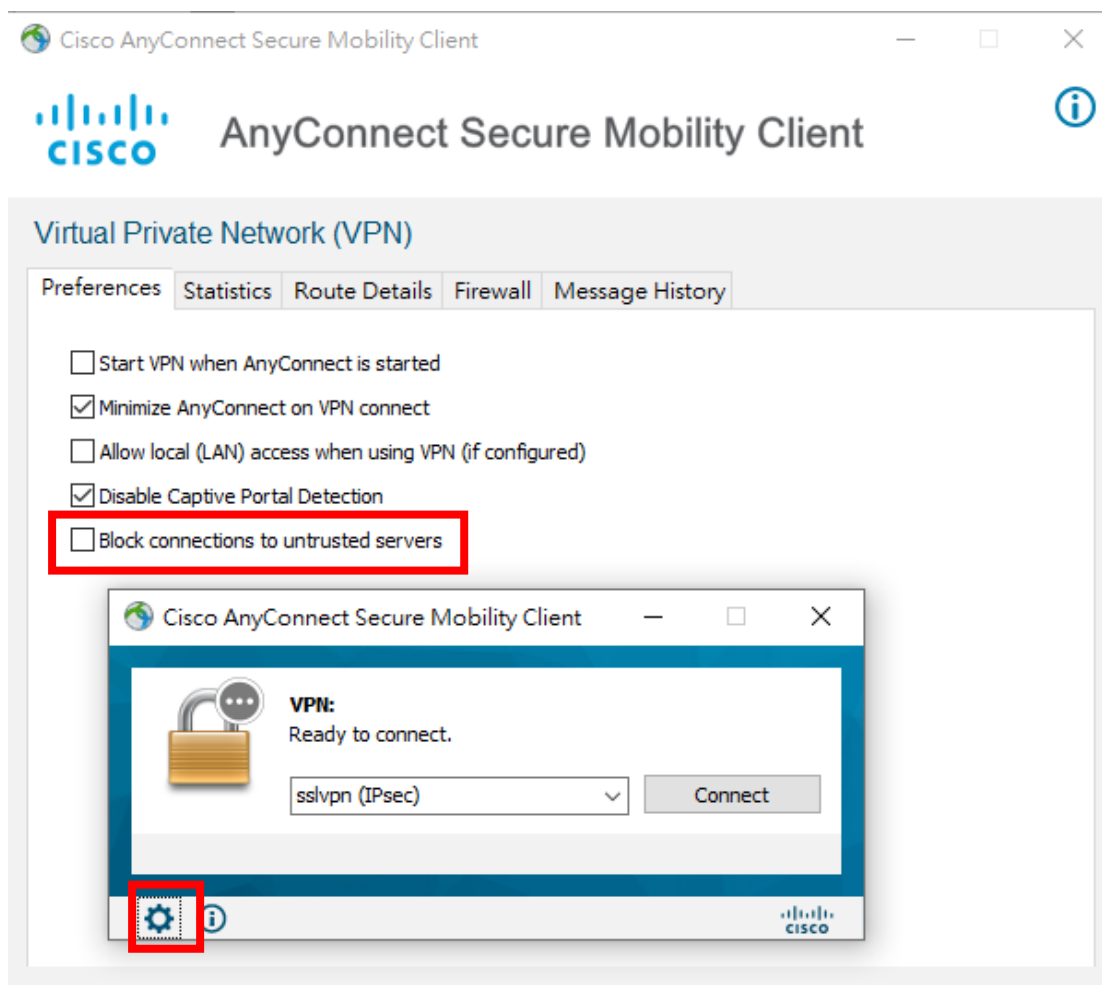 Cisco AnyConnect Secure Mobility Client
CISCO
AnyConnect Secure Mobility Client
Virtual Private Network (VPN)
Preferences Statistics Route Details Firewall Message History
Start VPN when AnyConnect is started
Minimize AnyConnect on VPN connect
Allow local (LAN) access when using VPN (if configured)
Disable Captive Portal Detection
Block connections to untrusted servers
Cisco AnyConnect Secure Mobility Client
VPN:
Ready to connect.
sslvpn (IPsec) Connect
CISCO